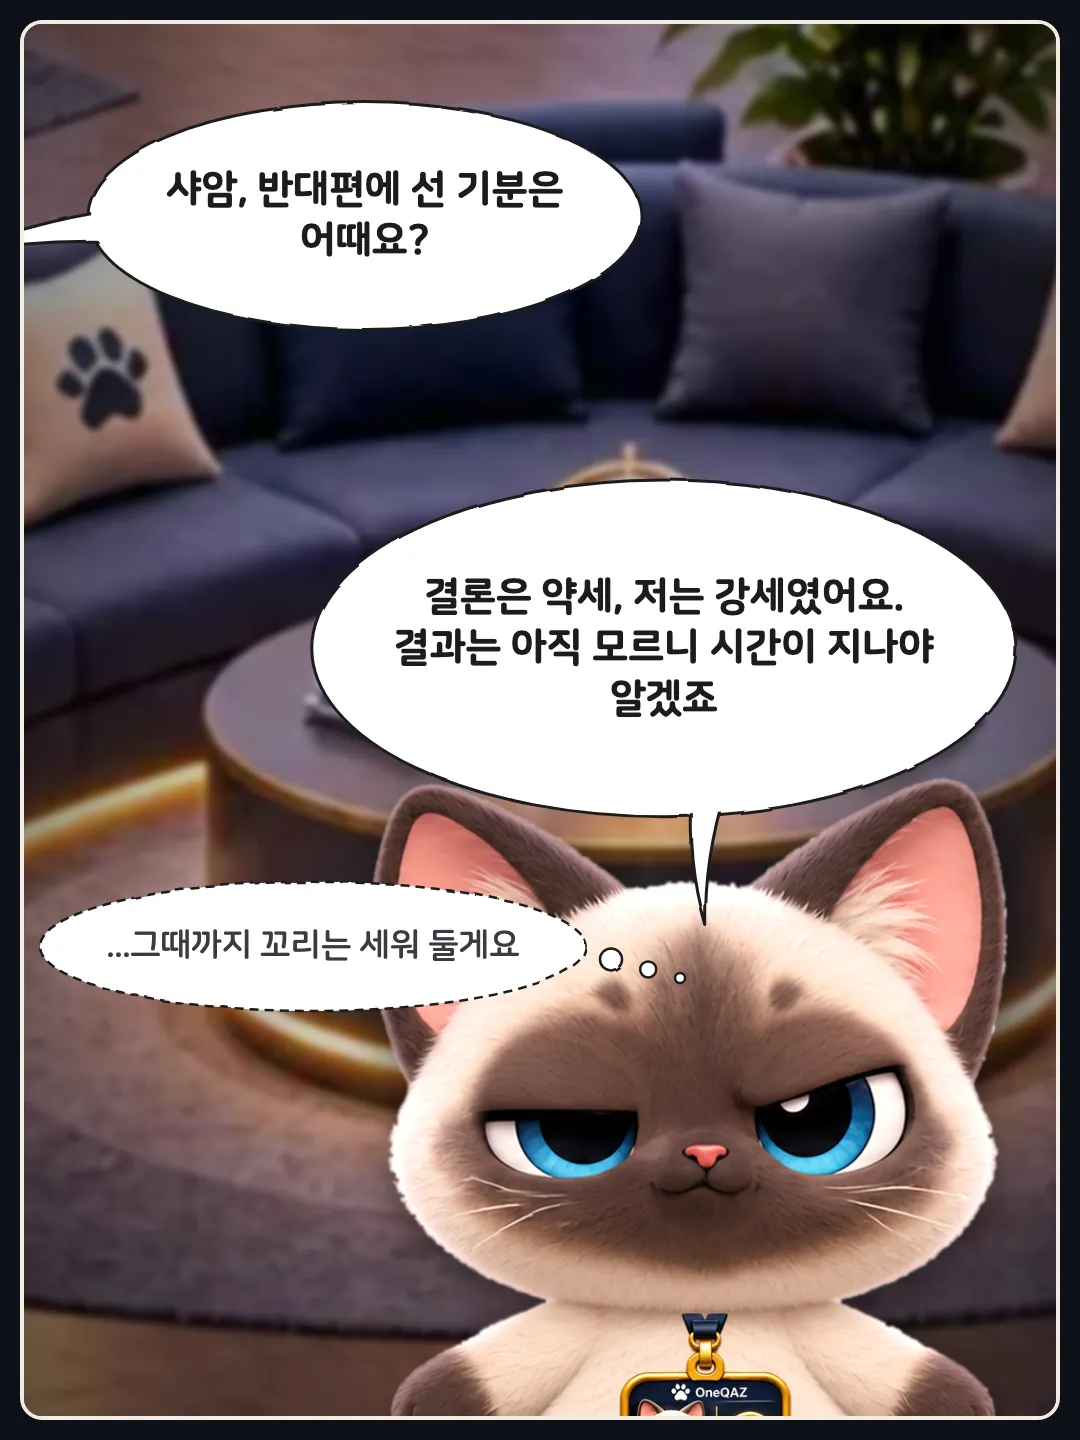 샤암, 반대편에 선 기분은
어때요?
결론은 약세, 저는 강세였어요.
결과는 아직 모르니 시간이 지나야
알겠죠
...그때까지 꼬리는 세워 둘게요
OneQAZ